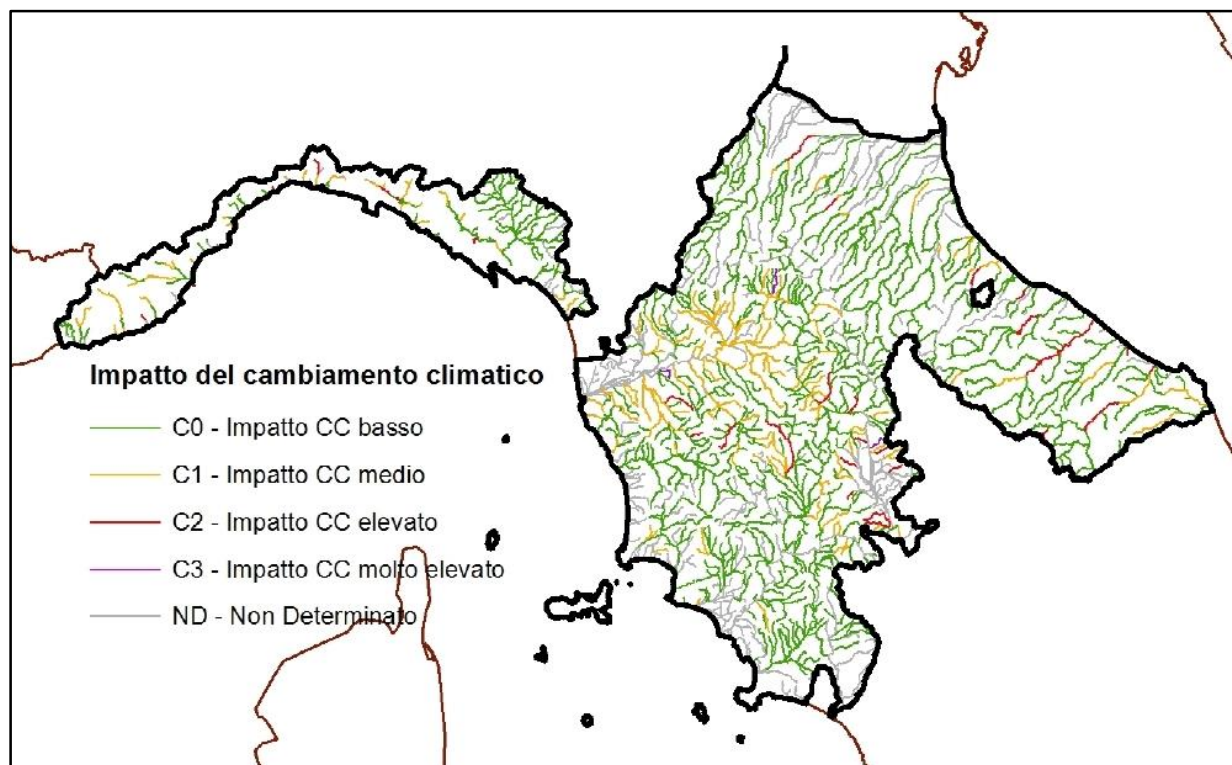 Impatto del cambiamento climatico
C0 - Impatto CC basso
C1 - Impatto CC medio
C2 - Impatto CC elevato
C3 - Impatto CC molto elevato
ND - Non Determinato